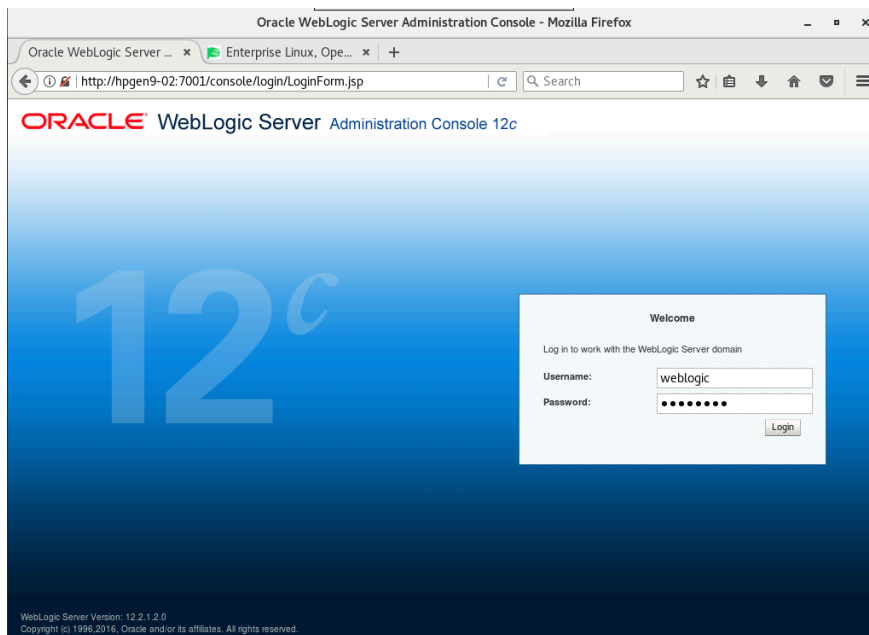 Oracle WebLogic Server Administration Console - Mozilla Firefox
Oracle WebLogic Server ... × Enterprise Linux, Ope... × +
http://hpgen9-02:7001/console/login/LoginForm.jsp Search
ORACLE® WebLogic Server Administration Console 12c
12c
Welcome
Log in to work with the WebLogic Server domain
Username: weblogic
Password: ●●●●●●●●
Login
WebLogic Server Version: 12.2.1.2.0
Copyright (c) 1996,2016, Oracle and/or its affiliates. All rights reserved.